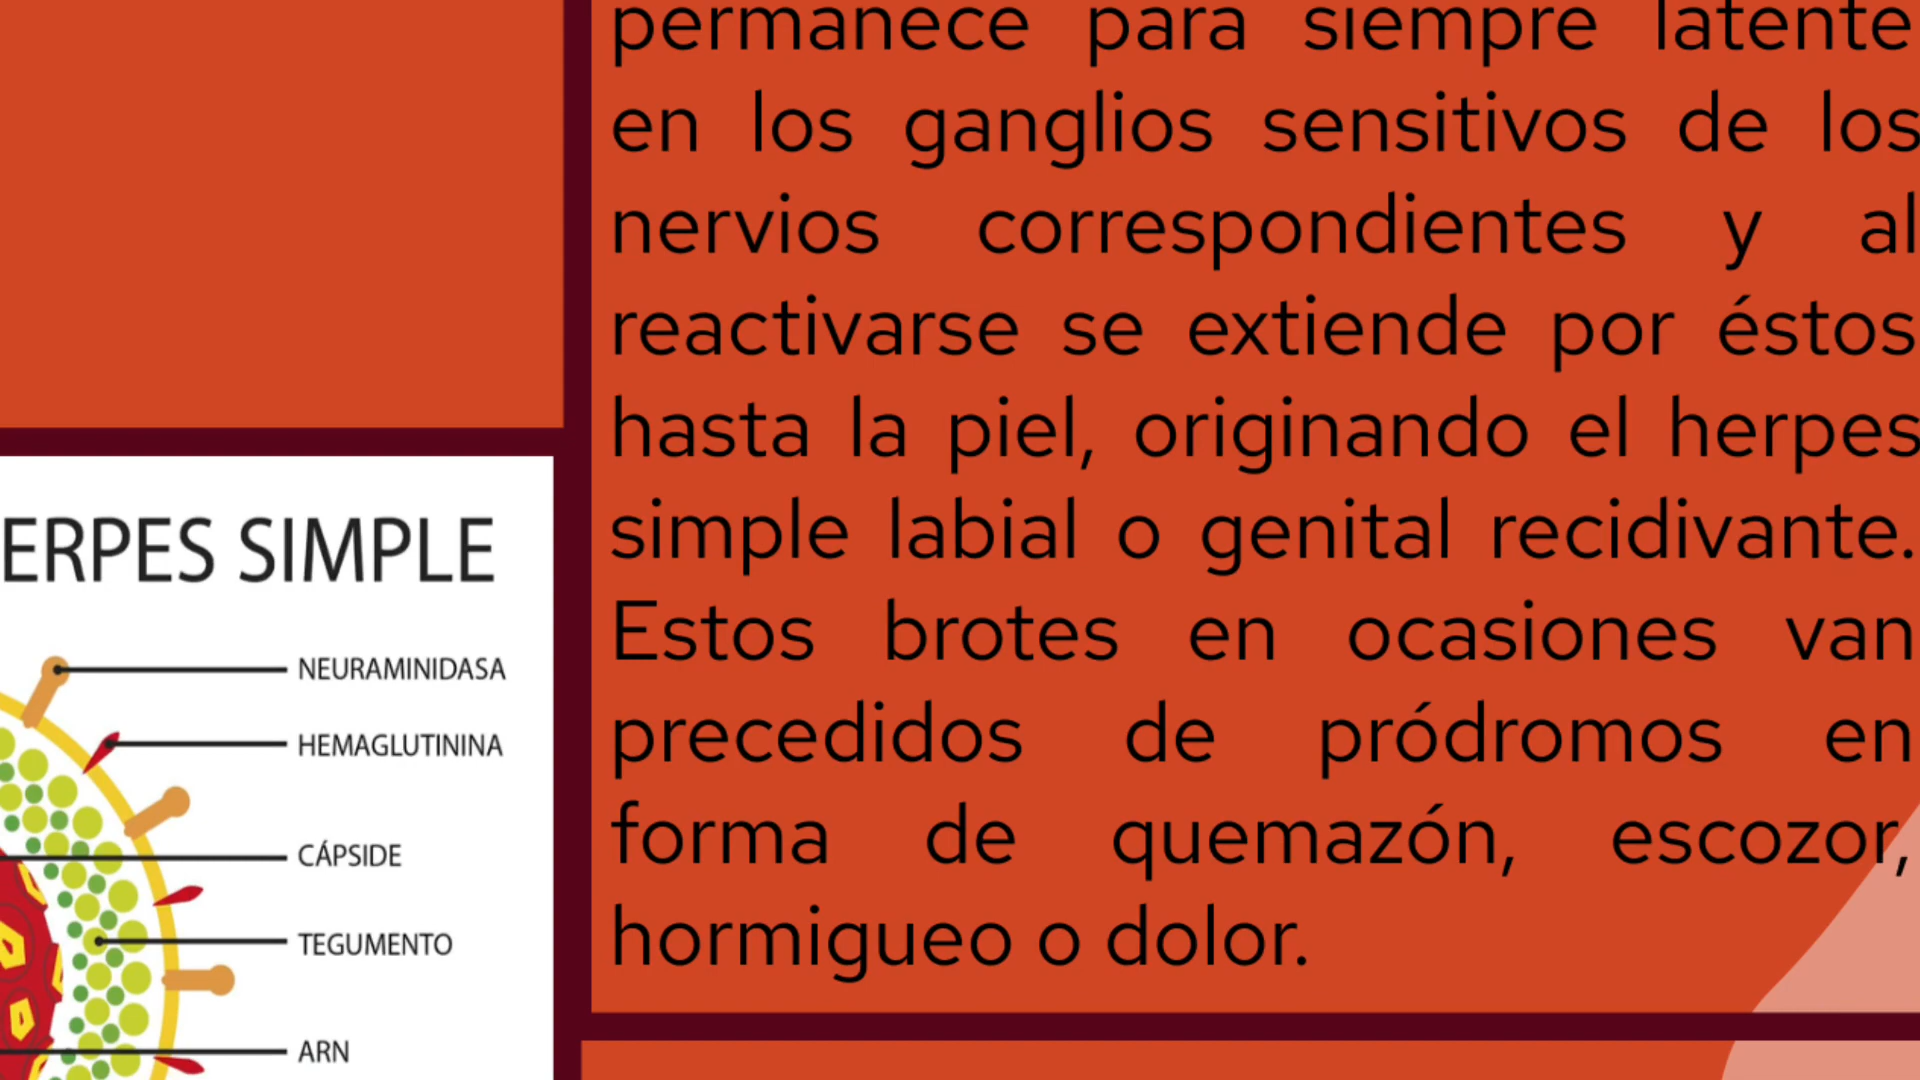 permanece para siempre latente
en los ganglios sensitivos de los
nervios correspondientes y al
reactivarse se extiende por éstos
hasta la piel, originando el herpes
simple labial o genital recidivante.
Estos brotes en ocasiones van
precedidos de pródromos en
forma de quemazón, escozor,
hormigueo o dolor.
ERPES SIMPLE
NEURAMINIDASA
HEMAGLUTININA
CÁPSIDE
TEGUMENTO
ARN